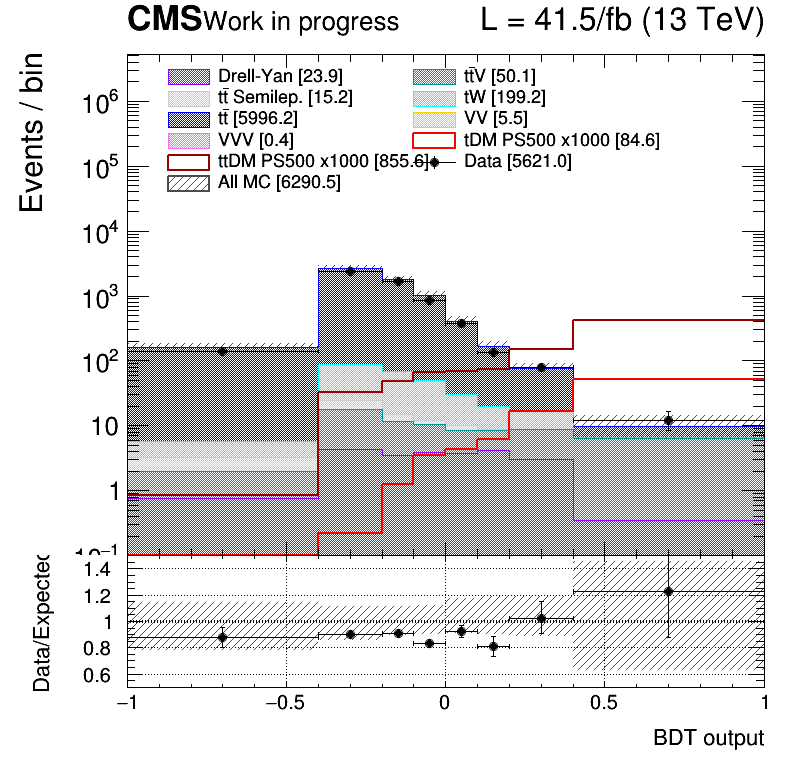 CMS Work in progress L = 41.5/fb (13 TeV)
Events / bin
Drell-Yan [23.9] tt̄V [50.1]
tt̄ Semilep. [15.2] tW [199.2]
tt̄ [5996.2] VV [5.5]
VVV [0.4] tDM PS500 x1000 [84.6]
ttDM PS500 x1000 [855.6] Data [5621.0]
All MC [6290.5]
10⁶
10⁵
10⁴
10³
10²
10
1
10⁻¹
Data/Expected
1.4
1.2
1
0.8
0.6
−1 −0.5 0 0.5 1
BDT output